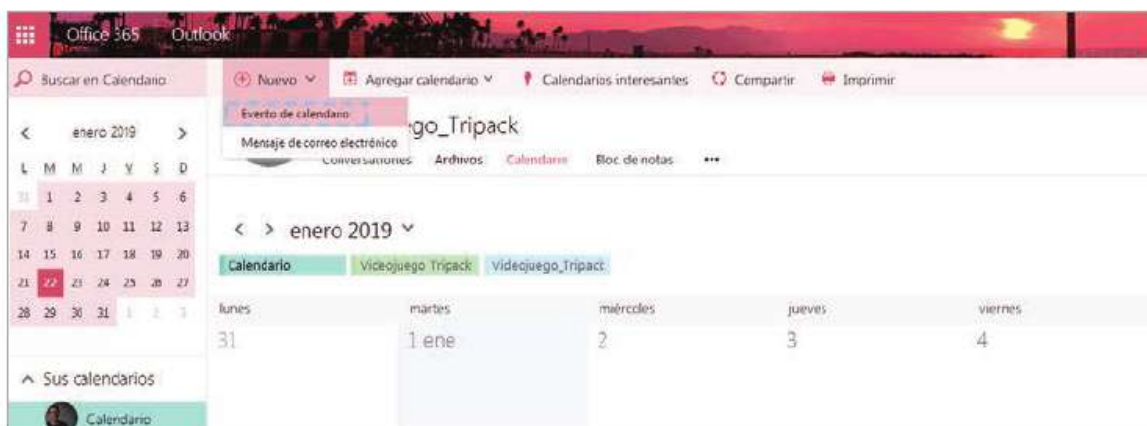 Office 365 Outlook
Buscar en Calendario
Nuevo Agregar calendario Calendarios interesantes Compartir Imprimir
Evento de calendario
Mensaje de correo electrónico
go_Tripack
Conversaciones Archivos Calendario Bloc de notas •••
< enero 2019 >
L M M J V S D
31 1 2 3 4 5 6
7 8 9 10 11 12 13
14 15 16 17 18 19 20
21 22 23 24 25 26 27
28 29 30 31 1 2 3
Sus calendarios
Calendario
< > enero 2019
Calendario Videojuego Tripack Videojuego_Tripack
lunes martes miércoles jueves viernes
31 1 ene 2 3 4